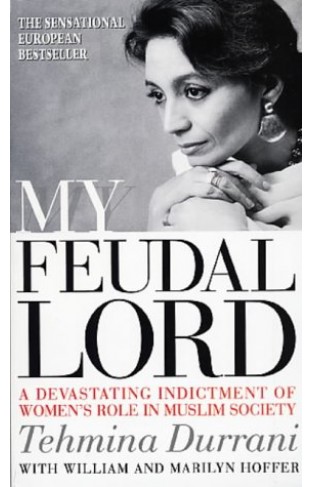 THE SENSATIONAL
EUROPEAN
BESTSELLER
MY
FEUDAL
LORD
A DEVASTATING INDICTMENT OF
WOMEN'S ROLE IN MUSLIM SOCIETY
Tehmina Durrani
WITH WILLIAM AND MARILYN HOFFER